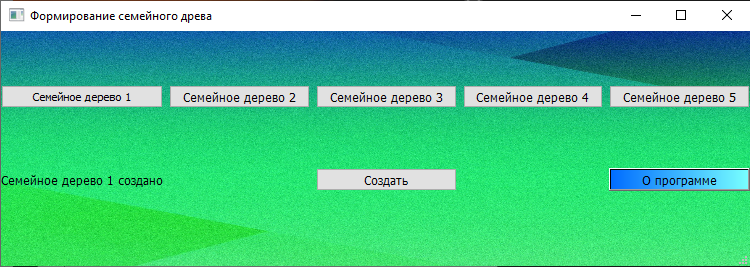 Формирование семейного древа
Семейное дерево 1 Семейное дерево 2 Семейное дерево 3 Семейное дерево 4 Семейное дерево 5
Семейное дерево 1 создано Создать О программе